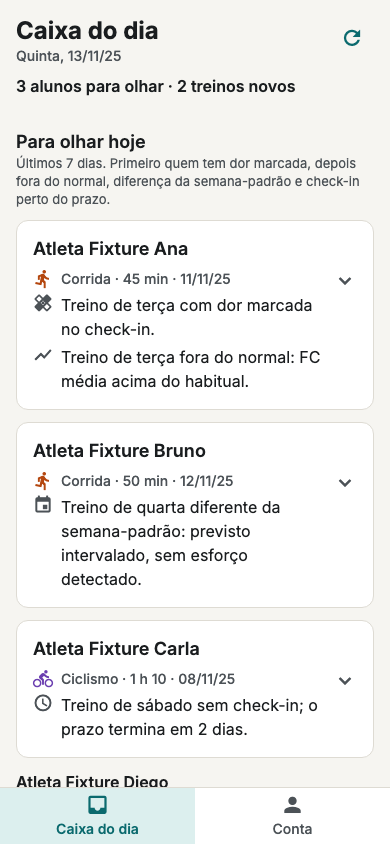 Caixa do dia
Quinta, 13/11/25
3 alunos para olhar · 2 treinos novos
Para olhar hoje
Últimos 7 dias. Primeiro quem tem dor marcada, depois
fora do normal, diferença da semana-padrão e check-in
perto do prazo.
Atleta Fixture Ana
Corrida · 45 min · 11/11/25
Treino de terça com dor marcada
no check-in.
Treino de terça fora do normal: FC
média acima do habitual.
Atleta Fixture Bruno
Corrida · 50 min · 12/11/25
Treino de quarta diferente da
semana-padrão: previsto
intervalado, sem esforço
detectado.
Atleta Fixture Carla
Ciclismo · 1 h 10 · 08/11/25
Treino de sábado sem check-in; o
prazo termina em 2 dias.
Atleta Fixture Diego
Caixa do dia
Conta